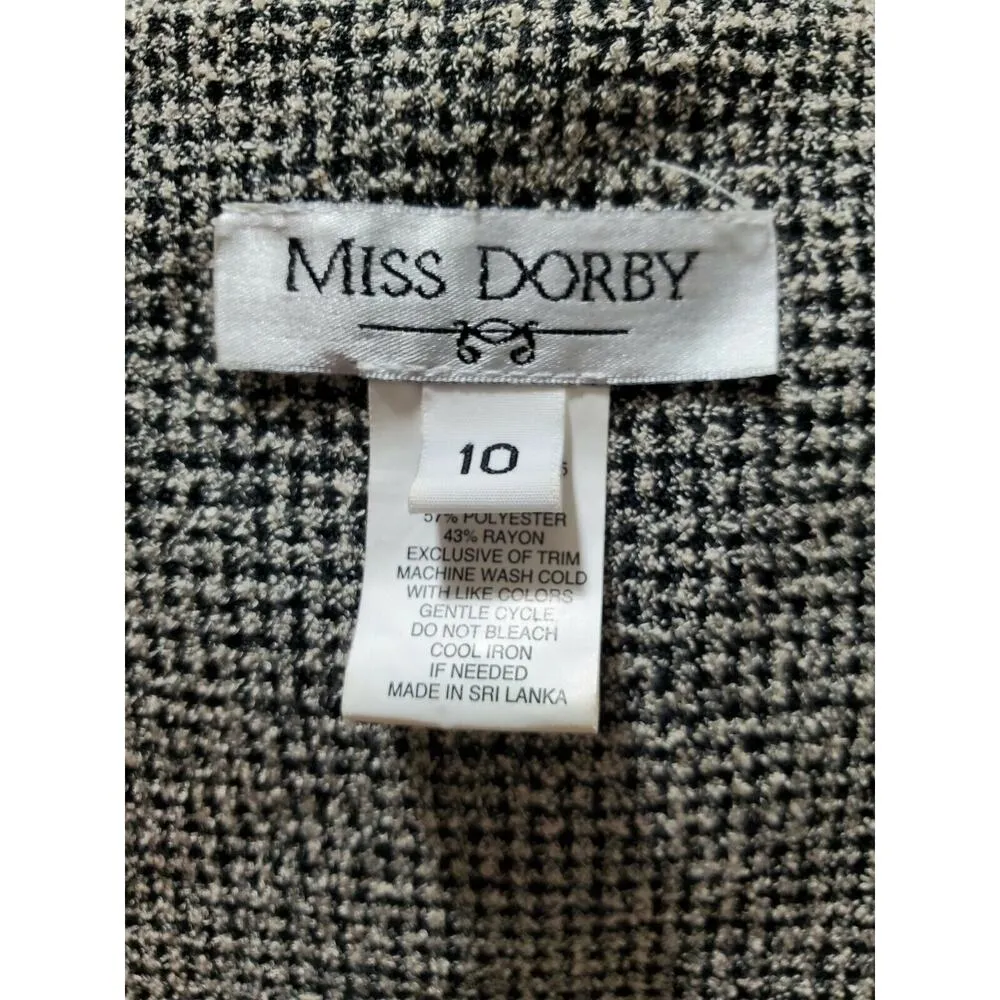 MISS DORBY
10
57% POLYESTER
43% RAYON
EXCLUSIVE OF TRIM
MACHINE WASH COLD
WITH LIKE COLORS
GENTLE CYCLE
DO NOT BLEACH
COOL IRON
IF NEEDED
MADE IN SRI LANKA